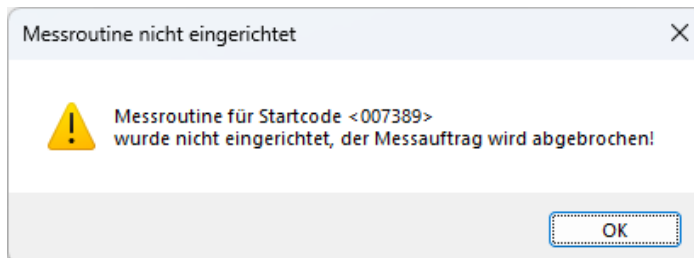 Messroutine nicht eingerichtet
Messroutine für Startcode <007389>
wurde nicht eingerichtet, der Messauftrag wird abgebrochen!
OK